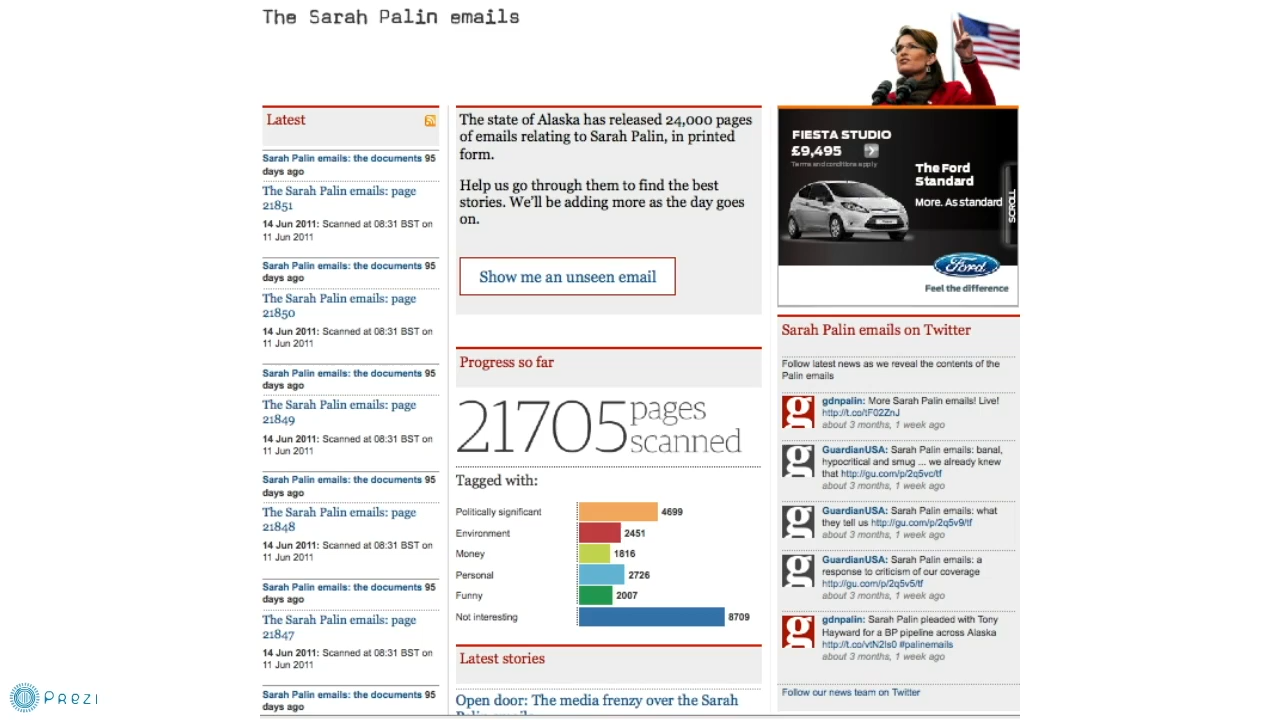 The Sarah Palin emails
Latest
Sarah Palin emails: the documents 95
days ago
The Sarah Palin emails: page
21851
14 Jun 2011: Scanned at 08:31 BST on
11 Jun 2011
Sarah Palin emails: the documents 95
days ago
The Sarah Palin emails: page
21850
14 Jun 2011: Scanned at 08:31 BST on
11 Jun 2011
Sarah Palin emails: the documents 95
days ago
The Sarah Palin emails: page
21849
14 Jun 2011: Scanned at 08:31 BST on
11 Jun 2011
Sarah Palin emails: the documents 95
days ago
The Sarah Palin emails: page
21848
14 Jun 2011: Scanned at 08:31 BST on
11 Jun 2011
Sarah Palin emails: the documents 95
days ago
The Sarah Palin emails: page
21847
14 Jun 2011: Scanned at 08:31 BST on
11 Jun 2011
Sarah Palin emails: the documents 95
days ago
The state of Alaska has released 24,000 pages
of emails relating to Sarah Palin, in printed
form.
Help us go through them to find the best
stories. We'll be adding more as the day goes
on.
Show me an unseen email
Progress so far
21705 pages
scanned
Tagged with:
Politically significant 4699
Environment 2451
Money 1816
Personal 2726
Funny 2007
Not interesting 8709
Latest stories
Open door: The media frenzy over the Sarah
Palin emails
FIESTA STUDIO
£9,495
Terms and conditions apply
The Ford
Standard
More. As standard
SCROLL
Ford
Feel the difference
Sarah Palin emails on Twitter
Follow latest news as we reveal the contents of the
Palin emails
gdnpalin: More Sarah Palin emails! Live!
http://t.co/tF02ZnJ
about 3 months, 1 week ago
GuardianUSA: Sarah Palin emails: banal,
hypocritical and smug ... we already knew
that http://gu.com/p/2q5vc/tf
about 3 months, 1 week ago
GuardianUSA: Sarah Palin emails: what
they tell us http://gu.com/p/2q5v9/tf
about 3 months, 1 week ago
GuardianUSA: Sarah Palin emails: a
response to criticism of our coverage
http://gu.com/p/2q5v5/tf
about 3 months, 1 week ago
gdnpalin: Sarah Palin pleaded with Tony
Hayward for a BP pipeline across Alaska
http://t.co/vtN2Is0 #palinemails
about 3 months, 1 week ago
Follow our news team on Twitter
Prezi